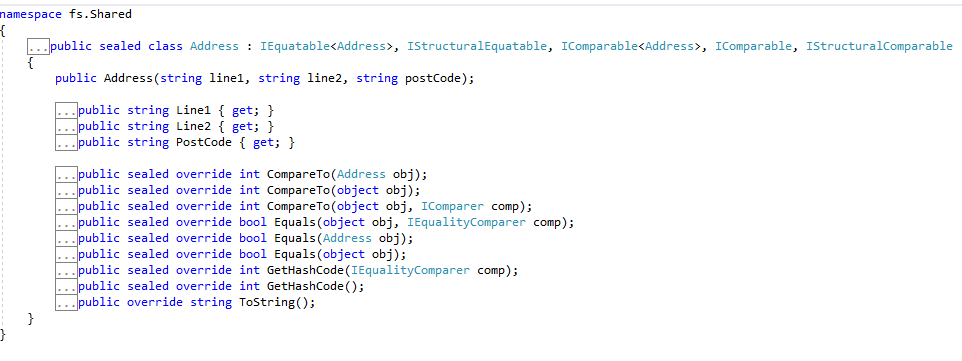 namespace fs.Shared
{
...public sealed class Address : IEquatable<Address>, IStructuralEquatable, IComparable<Address>, IComparable, IStructuralComparable
{
public Address(string line1, string line2, string postCode);
...public string Line1 { get; }
...public string Line2 { get; }
...public string PostCode { get; }
...public sealed override int CompareTo(Address obj);
...public sealed override int CompareTo(object obj);
...public sealed override int CompareTo(object obj, IComparer comp);
...public sealed override bool Equals(object obj, IEqualityComparer comp);
...public sealed override bool Equals(Address obj);
...public sealed override bool Equals(object obj);
...public sealed override int GetHashCode(IEqualityComparer comp);
...public sealed override int GetHashCode();
...public override string ToString();
}
}